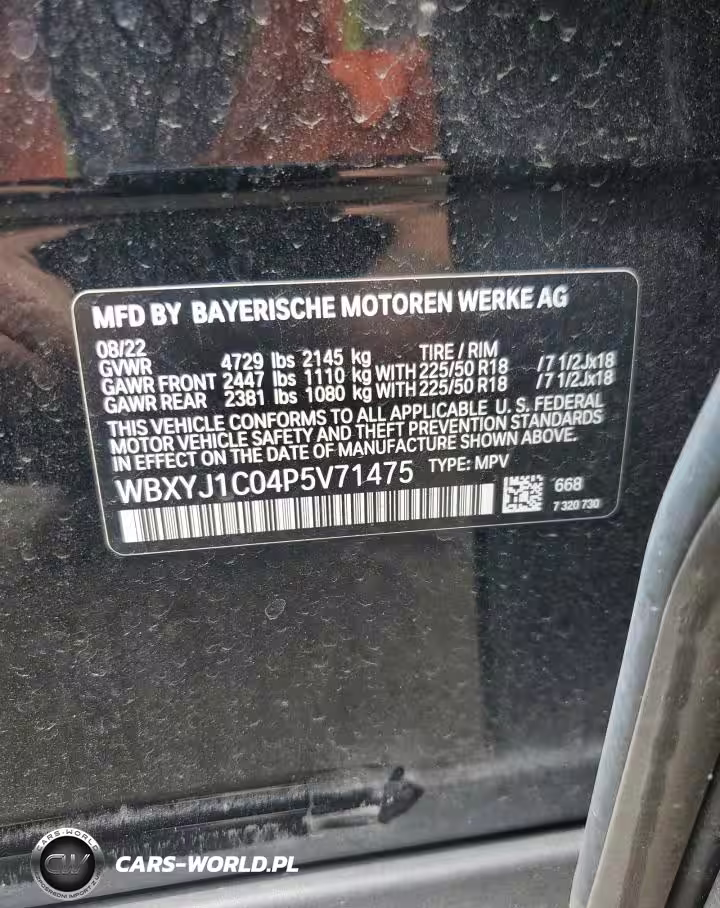 MFD BY BAYERISCHE MOTOREN WERKE AG
08/22 TIRE / RIM
GVWR 4729 lbs 2145 kg
GAWR FRONT 2447 lbs 1110 kg WITH 225/50 R18 /7 1/2Jx18
GAWR REAR 2381 lbs 1080 kg WITH 225/50 R18 /7 1/2Jx18
THIS VEHICLE CONFORMS TO ALL APPLICABLE U.S. FEDERAL
MOTOR VEHICLE SAFETY AND THEFT PREVENTION STANDARDS
IN EFFECT ON THE DATE OF MANUFACTURE SHOWN ABOVE.
WBXYJ1C04P5V71475 TYPE: MPV
668
7 320 730
CARS-WORLD
CW
CARS-WORLD.PL